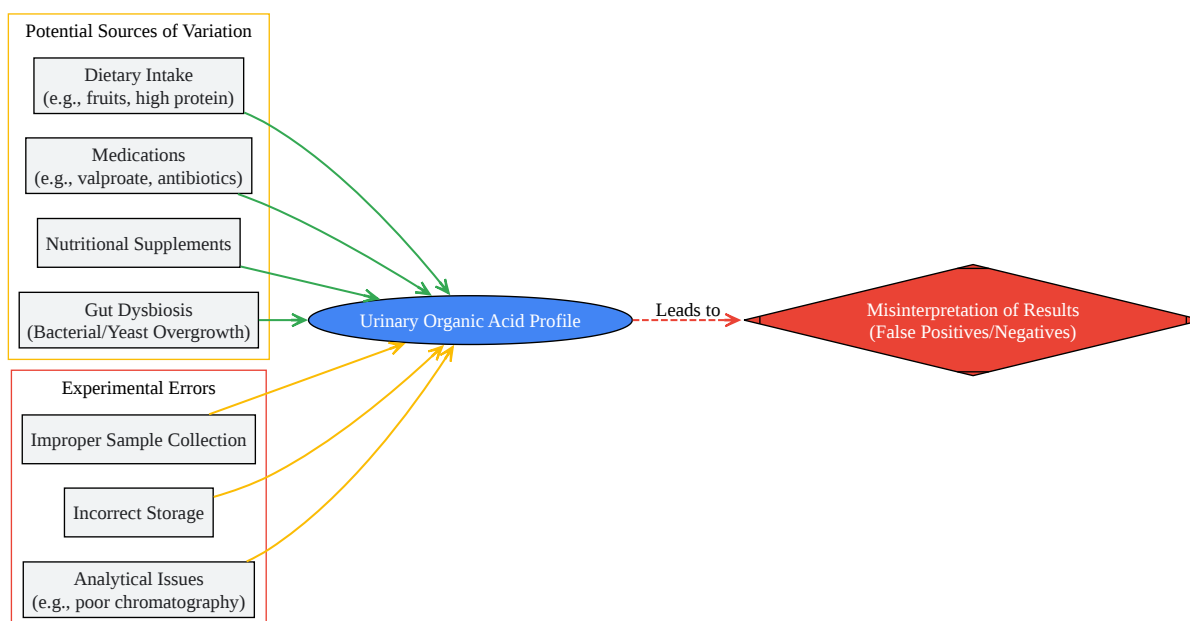 Potential Sources of Variation
Dietary Intake
(e.g., fruits, high protein)
Medications
(e.g., valproate, antibiotics)
Nutritional Supplements
Gut Dysbiosis
(Bacterial/Yeast Overgrowth)
Experimental Errors
Improper Sample Collection
Incorrect Storage
Analytical Issues
(e.g., poor chromatography)
Urinary Organic Acid Profile
Leads to
Misinterpretation of Results
(False Positives/Negatives)